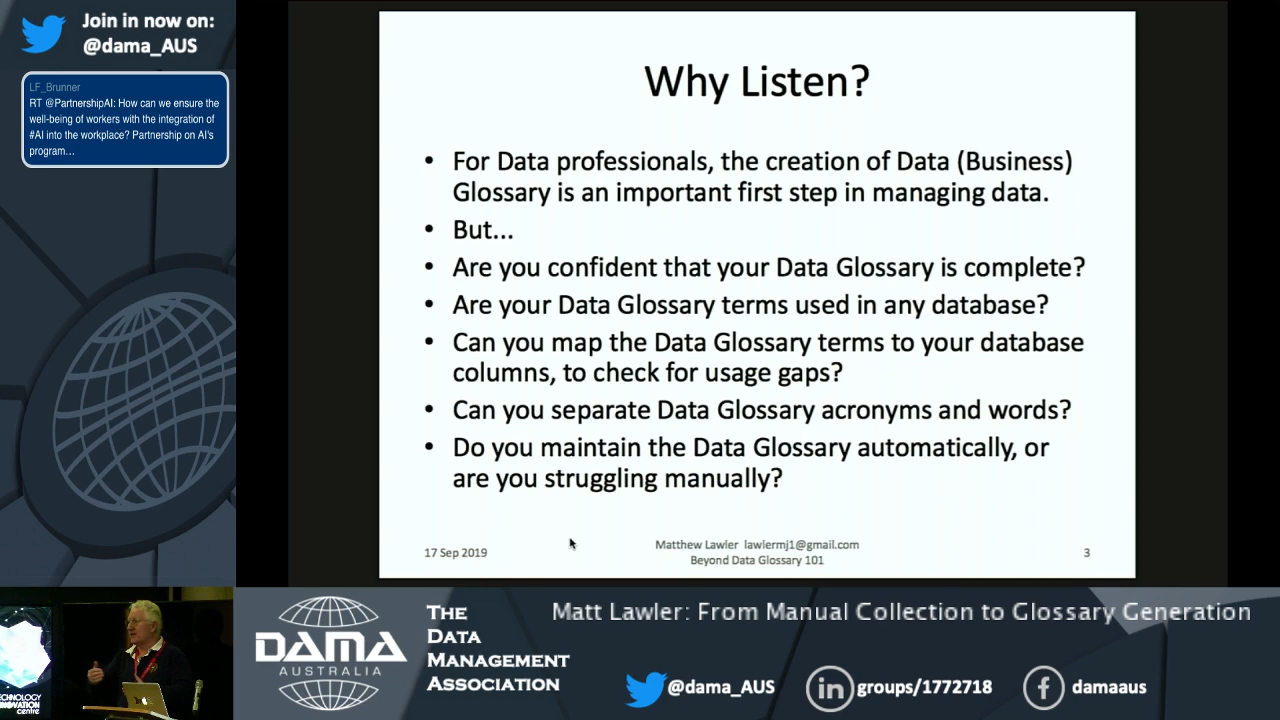 Join in now on:
@dama_AUS
LF_Brunner
RT @PartnershipAI: How can we ensure the
well-being of workers with the integration of
#AI into the workplace? Partnership on AI's
program…
Why Listen?
• For Data professionals, the creation of Data (Business)
Glossary is an important first step in managing data.
• But...
• Are you confident that your Data Glossary is complete?
• Are your Data Glossary terms used in any database?
• Can you map the Data Glossary terms to your database
columns, to check for usage gaps?
• Can you separate Data Glossary acronyms and words?
• Do you maintain the Data Glossary automatically, or
are you struggling manually?
17 Sep 2019
Matthew Lawler lawlermj1@gmail.com
Beyond Data Glossary 101
3
DAMA
AUSTRALIA
THE
DATA
MANAGEMENT
ASSOCIATION
Matt Lawler: From Manual Collection to Glossary Generation
@dama_AUS
in groups/1772718
f damaaus
centre